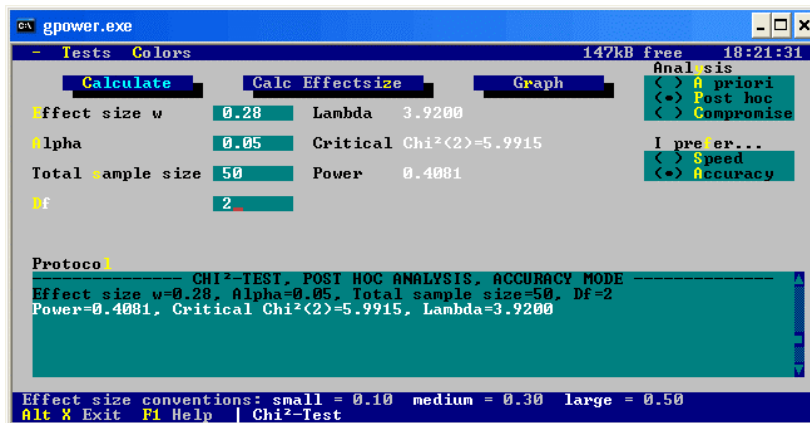 gpower.exe
- Tests Colors 147kB free 18:21:31
Calculate Calc Effectsize Graph
Analysis
( ) A priori
(•) Post hoc
( ) Compromise
Effect size w 0.28 Lambda 3.9200
Alpha 0.05 Critical Chi²(2)=5.9915
I prefer...
( ) Speed
(•) Accuracy
Total sample size 50 Power 0.4081
Df 2_
Protocol
--------------- CHI²-TEST, POST HOC ANALYSIS, ACCURACY MODE --------------
Effect size w=0.28, Alpha=0.05, Total sample size=50, Df=2
Power=0.4081, Critical Chi²(2)=5.9915, Lambda=3.9200
Effect size conventions: small = 0.10 medium = 0.30 large = 0.50
Alt X Exit F1 Help | Chi²-Test